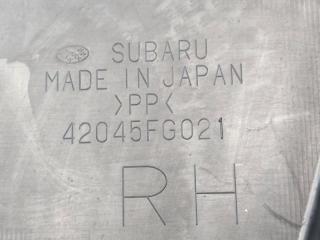 SUBARU
MADE IN JAPAN
>PP<
42045FG021
RH